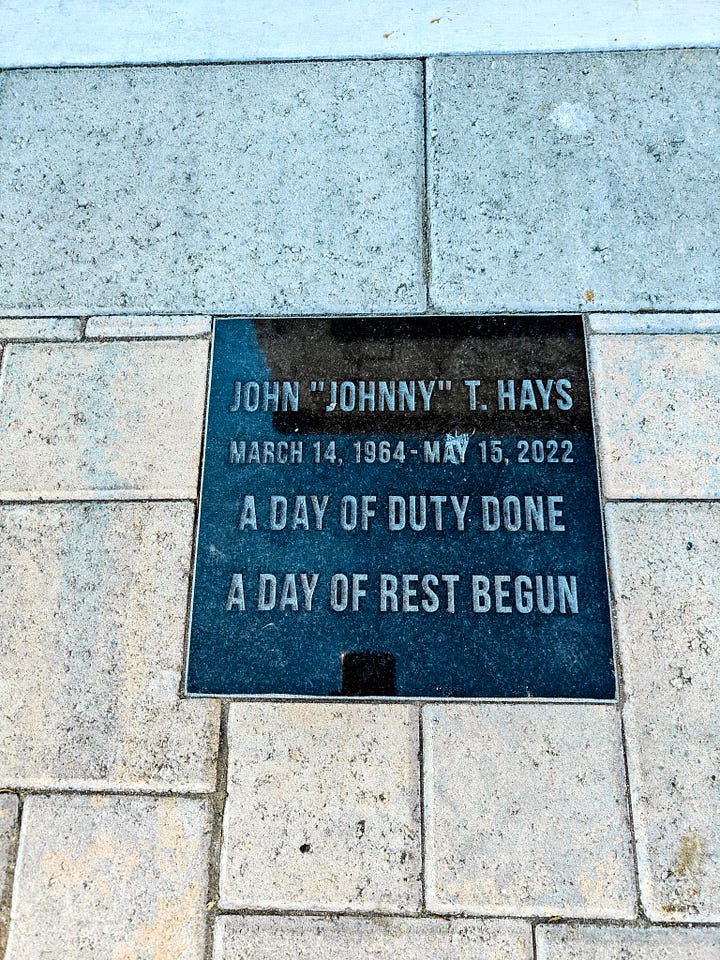 JOHN "JOHNNY" T. HAYS
MARCH 14, 1964 - MAY 15, 2022
A DAY OF DUTY DONE
A DAY OF REST BEGUN